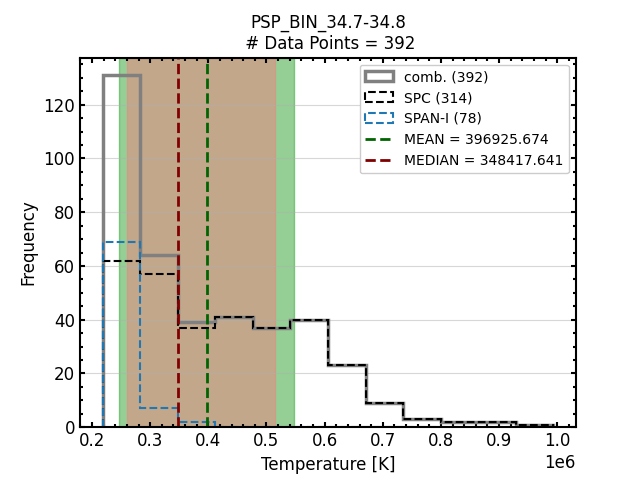 PSP_BIN_34.7-34.8
# Data Points = 392
comb. (392)
SPC (314)
SPAN-I (78)
MEAN = 396925.674
MEDIAN = 348417.641
Frequency
120
100
80
60
40
20
0
0.2 0.3 0.4 0.5 0.6 0.7 0.8 0.9 1.0
1e6
Temperature [K]